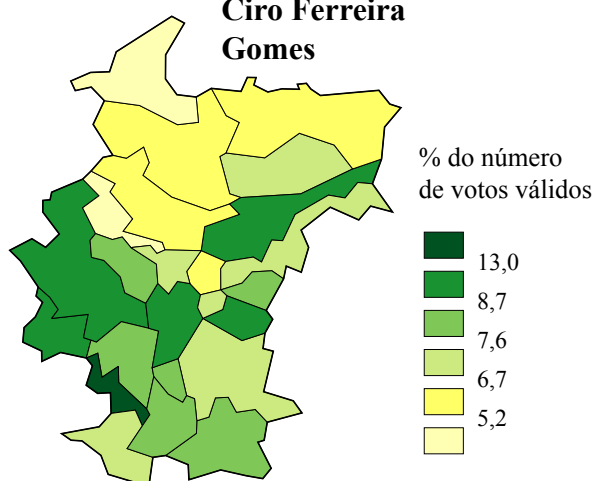 Ciro Ferreira
Gomes
% do número
de votos válidos
13,0
8,7
7,6
6,7
5,2